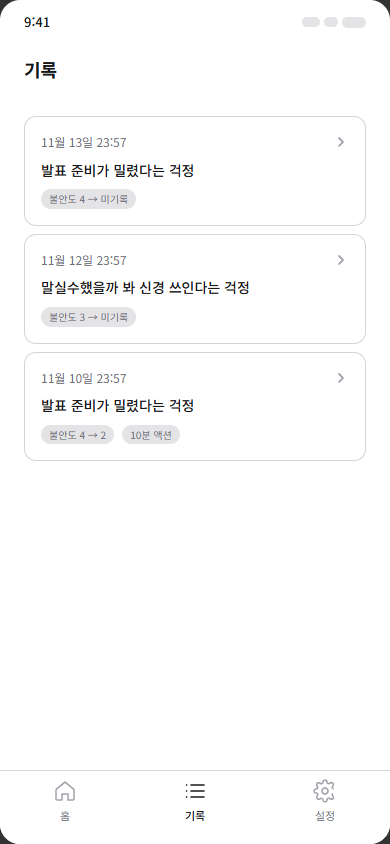 9:41
기록
11월 13일 23:57
발표 준비가 밀렸다는 걱정
불안도 4 → 미기록
11월 12일 23:57
말실수했을까 봐 신경 쓰인다는 걱정
불안도 3 → 미기록
11월 10일 23:57
발표 준비가 밀렸다는 걱정
불안도 4 → 2 10분 액션
홈 기록 설정